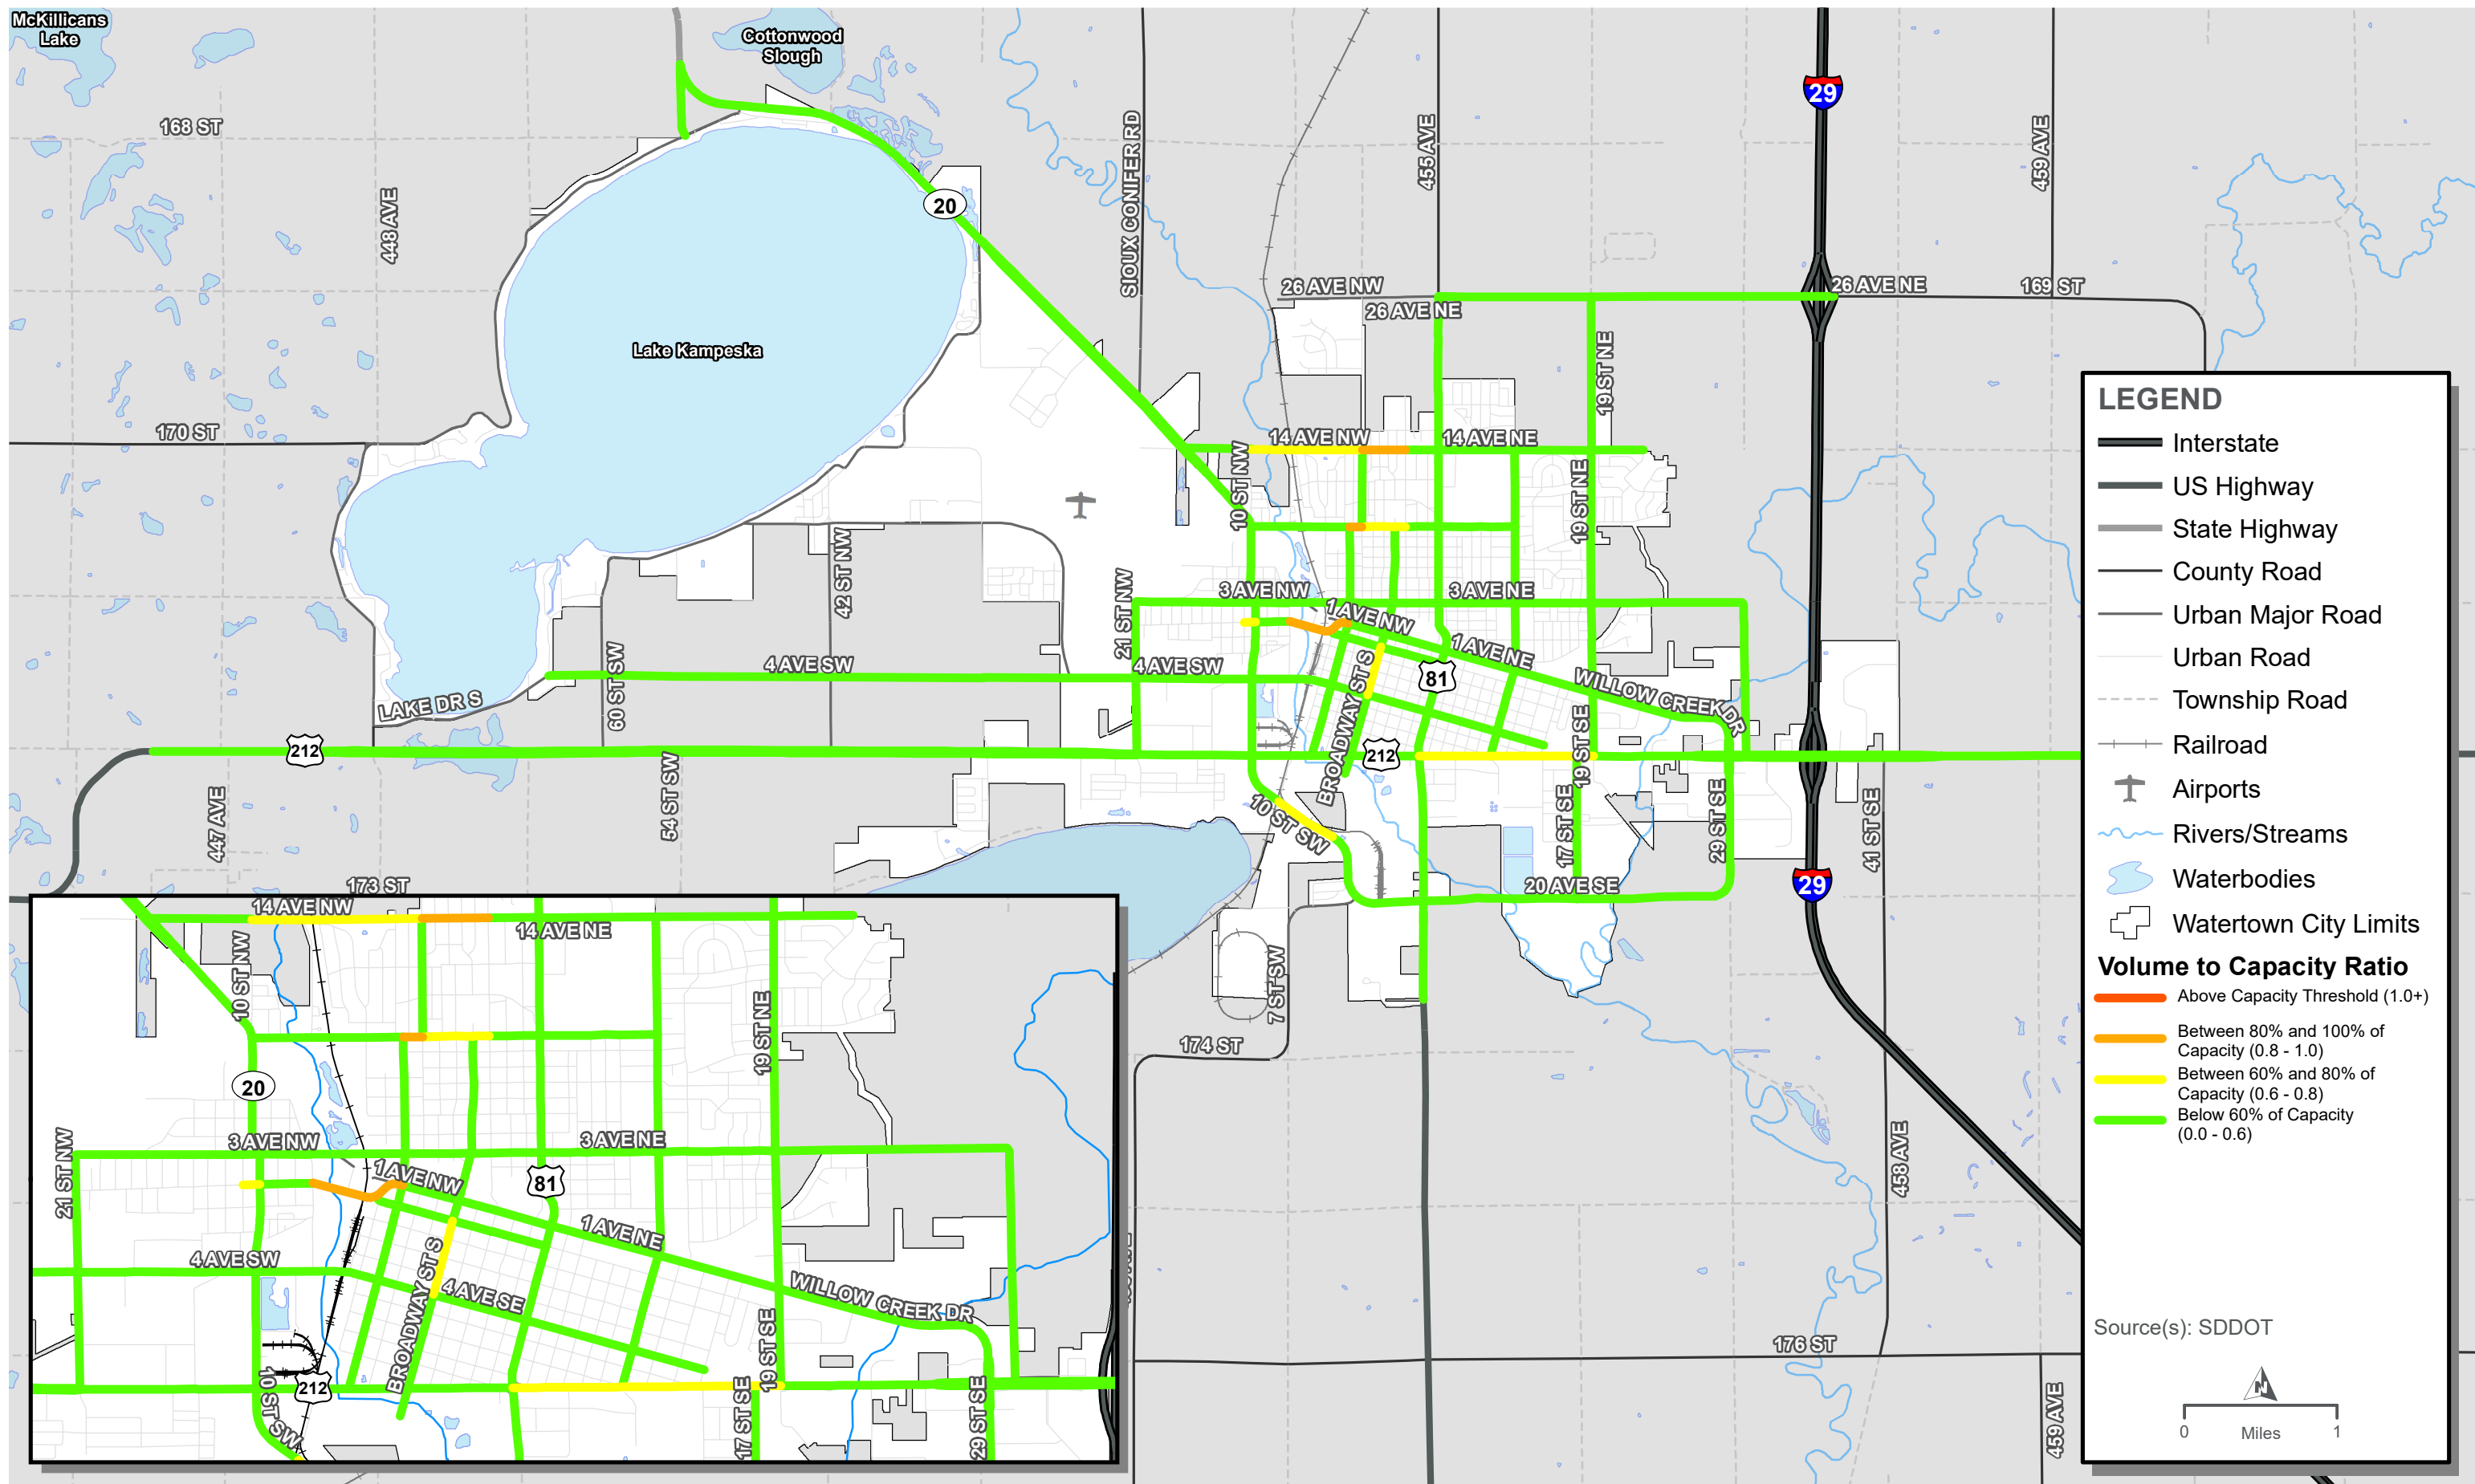 McKillicans
Lake
Cottonwood
Slough
29
168 ST
448 AVE
20
SIOUX CONIFER RD
455 AVE
459 AVE
26 AVE NW
26 AVE NE
26 AVE NE
169 ST
Lake Kampeska
19 ST NE
170 ST
14 AVE NW
14 AVE NE
10 ST NW
19 ST NE
42 ST NW
21 ST NW
3 AVE NW
3 AVE NE
1 AVE NW
1 AVE NE
60 ST SW
4 AVE SW
4 AVE SW
81
WILLOW CREEK DR
LAKE DR S
BROADWAY ST S
212
212
19 ST SE
447 AVE
54 ST SW
10 ST SW
17 ST SE
29 ST SE
41 ST SE
29
20 AVE SE
173 ST
7 ST SW
174 ST
458 AVE
176 ST
459 AVE
14 AVE NW
14 AVE NE
10 ST NW
20
19 ST NE
3 AVE NW
3 AVE NE
21 ST NW
1 AVE NW
81
1 AVE NE
4 AVE SW
BROADWAY ST S
4 AVE SE
WILLOW CREEK DR
19 ST SE
212
10 ST SW
17 ST SE
29 ST SE
LEGEND
Interstate
US Highway
State Highway
County Road
Urban Major Road
Urban Road
Township Road
Railroad
Airports
Rivers/Streams
Waterbodies
Watertown City Limits
Volume to Capacity Ratio
Above Capacity Threshold (1.0+)
Between 80% and 100% of
Capacity (0.8 - 1.0)
Between 60% and 80% of
Capacity (0.6 - 0.8)
Below 60% of Capacity
(0.0 - 0.6)
Source(s): SDDOT
N
0 Miles 1